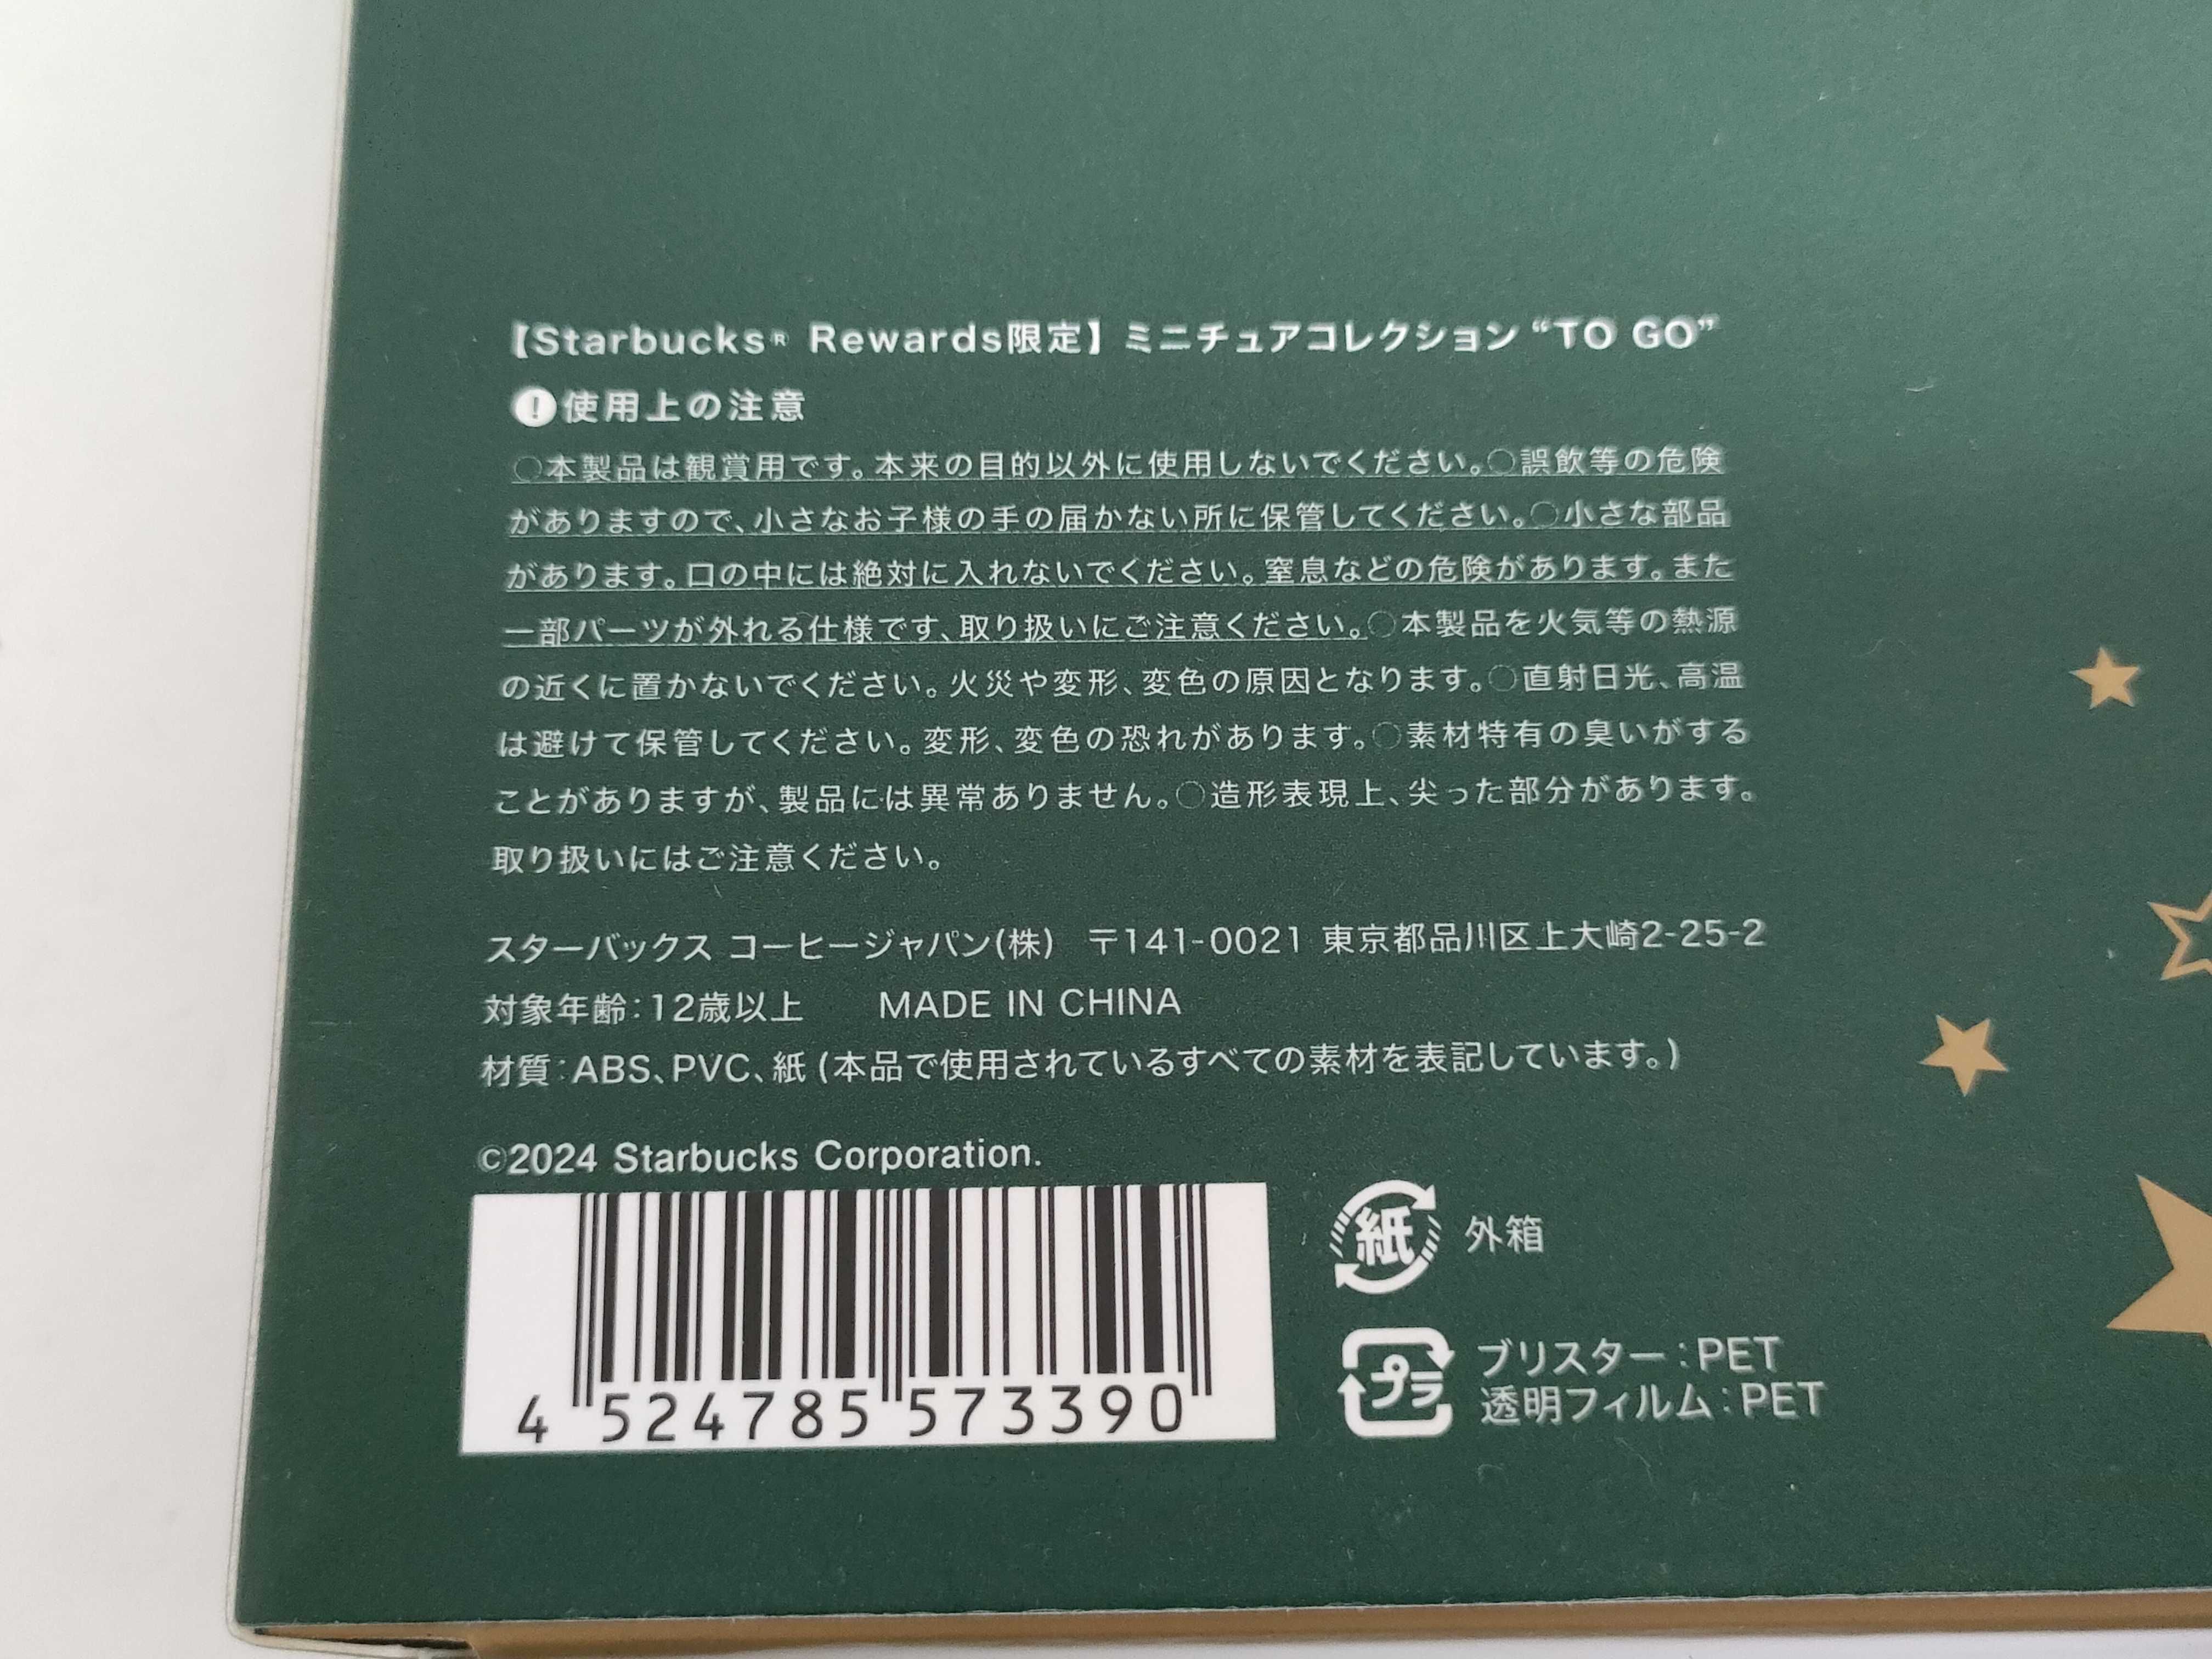 【Starbucks® Rewards限定】ミニチュアコレクション“TO GO”
!使用上の注意
○本製品は観賞用です。本来の目的以外に使用しないでください。○誤飲等の危険
がありますので、小さなお子様の手の届かない所に保管してください。○小さな部品
があります。口の中には絶対に入れないでください。窒息などの危険があります。また
一部パーツが外れる仕様です、取り扱いにご注意ください。○本製品を火気等の熱源
の近くに置かないでください。火災や変形、変色の原因となります。○直射日光、高温
は避けて保管してください。変形、変色の恐れがあります。○素材特有の臭いがする
ことがありますが、製品には異常ありません。○造形表現上、尖った部分があります。
取り扱いにはご注意ください。
スターバックス コーヒージャパン(株) 〒141-0021 東京都品川区上大崎2-25-2
対象年齢:12歳以上 MADE IN CHINA
材質:ABS、PVC、紙 (本品で使用されているすべての素材を表記しています。)
©2024 Starbucks Corporation.
4 524785 573390
紙 外箱
プラ ブリスター:PET
透明フィルム:PET